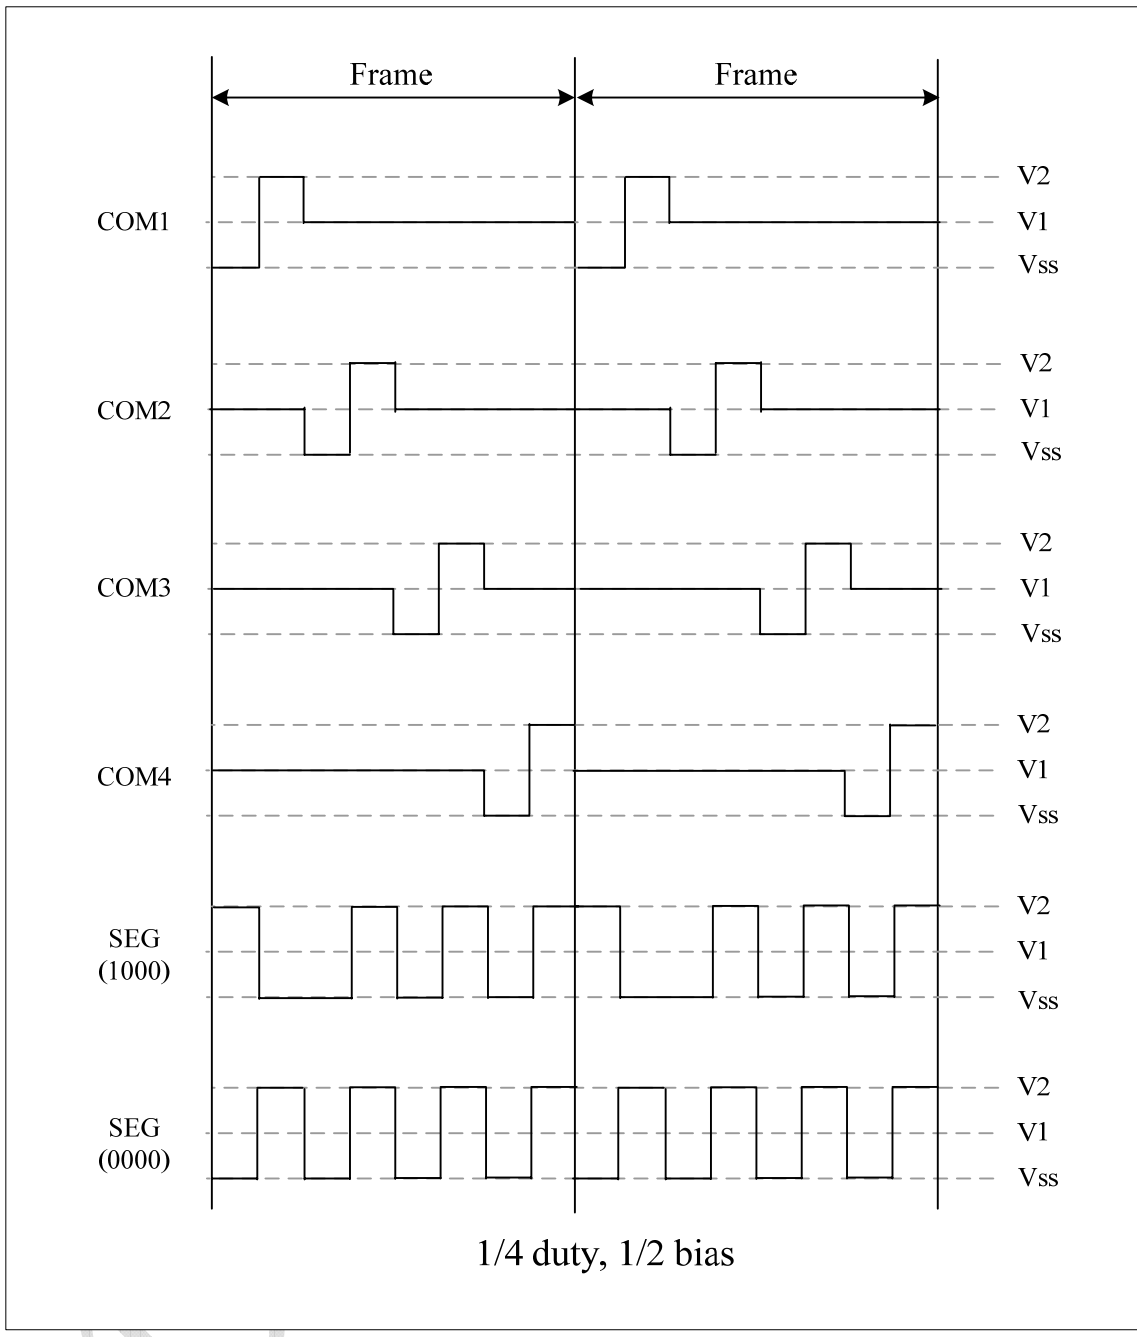 Frame Frame
V2
COM1 V1
Vss
V2
COM2 V1
Vss
V2
COM3 V1
Vss
V2
COM4 V1
Vss
V2
SEG
(1000)
V1
Vss
V2
SEG
(0000)
V1
Vss
1/4 duty, 1/2 bias